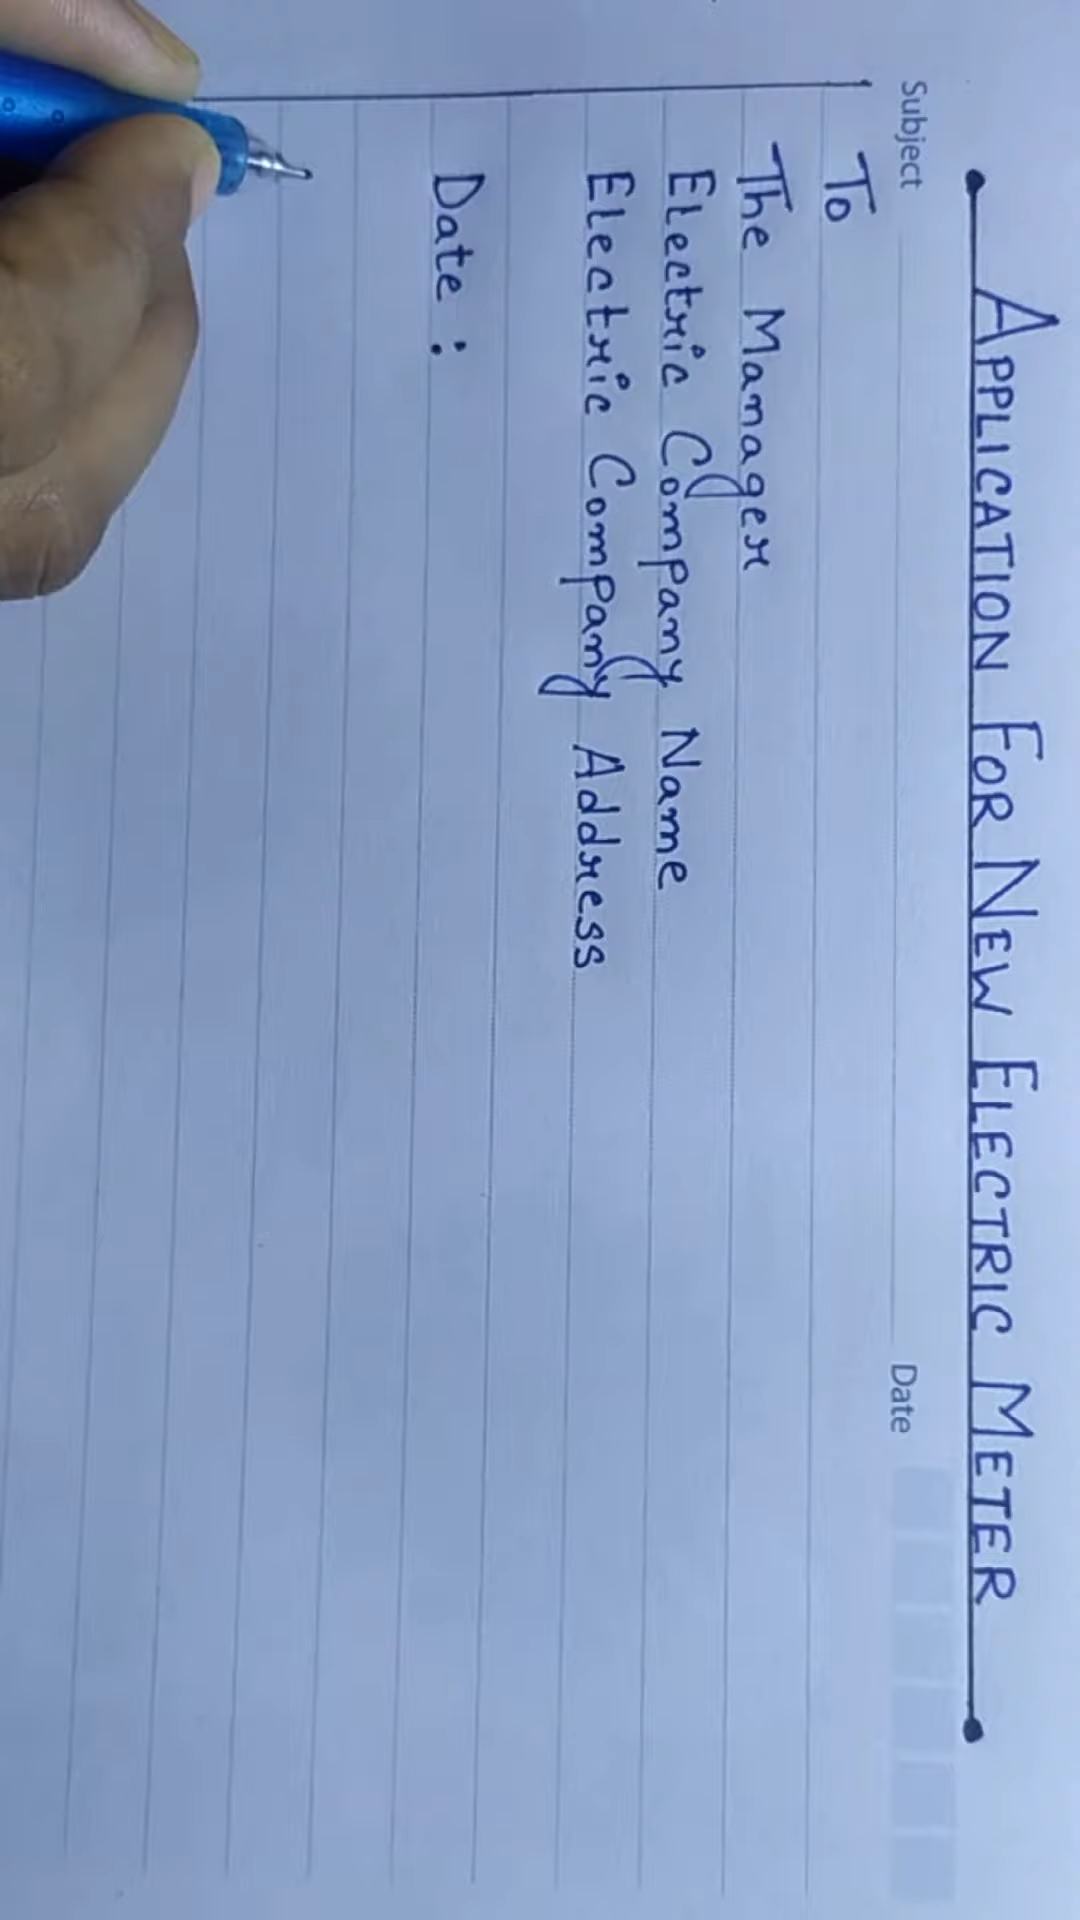 APPLICATION FOR NEW ELECTRIC METER
Subject Date
To
The Manager
Electric Company Name
Electric Company Address
Date :